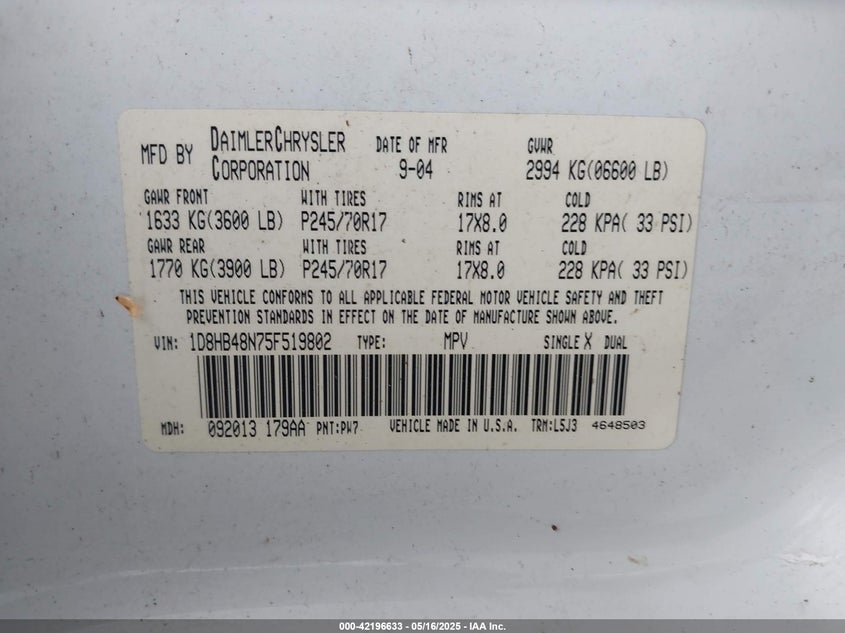 MFD BY DAIMLERCHRYSLER CORPORATION DATE OF MFR 9-04 GVWR 2994 KG(06600 LB)
GAWR FRONT WITH TIRES RIMS AT COLD
1633 KG(3600 LB) P245/70R17 17X8.0 228 KPA( 33 PSI)
GAWR REAR WITH TIRES RIMS AT COLD
1770 KG(3900 LB) P245/70R17 17X8.0 228 KPA( 33 PSI)
THIS VEHICLE CONFORMS TO ALL APPLICABLE FEDERAL MOTOR VEHICLE SAFETY AND THEFT
PREVENTION STANDARDS IN EFFECT ON THE DATE OF MANUFACTURE SHOWN ABOVE.
VIN: 1D8HB48N75F519802 TYPE: MPV SINGLE X DUAL
MDH: 092013 179AA PNT:PW7 VEHICLE MADE IN U.S.A. TRM:L5J3 4648503
000-42196633 - 05/16/2025 - IAA Inc.